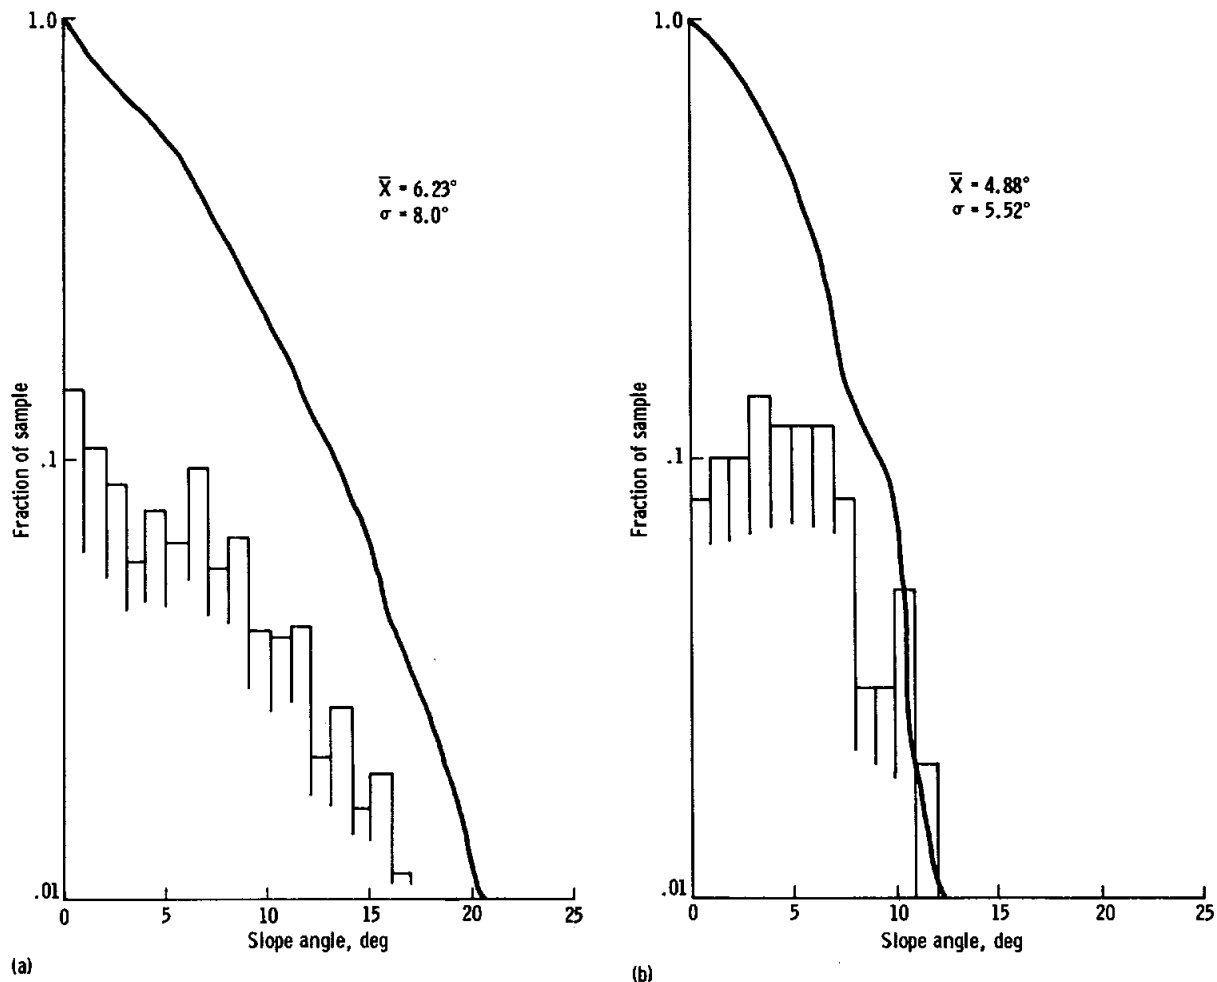 1.0
X̄ = 6.23°
σ = 8.0°
Fraction of sample
.1
.01
0 5 10 15 20 25
Slope angle, deg
(a)
1.0
X̄ = 4.88°
σ = 5.52°
Fraction of sample
.1
.01
0 5 10 15 20 25
Slope angle, deg
(b)